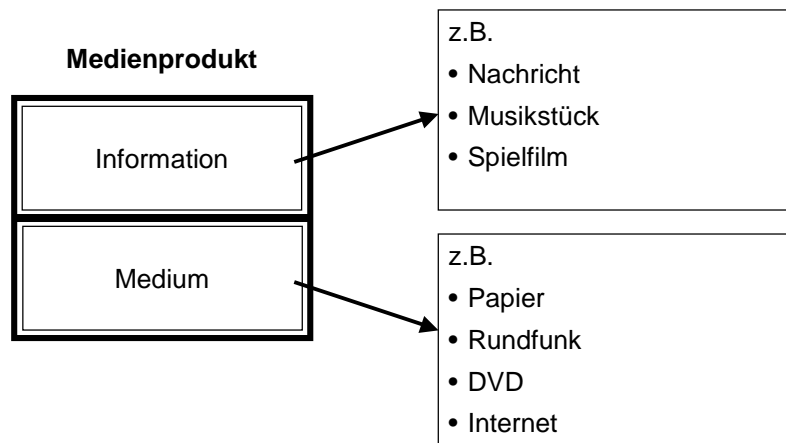 Medienprodukt
Information
Medium
z.B.
• Nachricht
• Musikstück
• Spielfilm
z.B.
• Papier
• Rundfunk
• DVD
• Internet